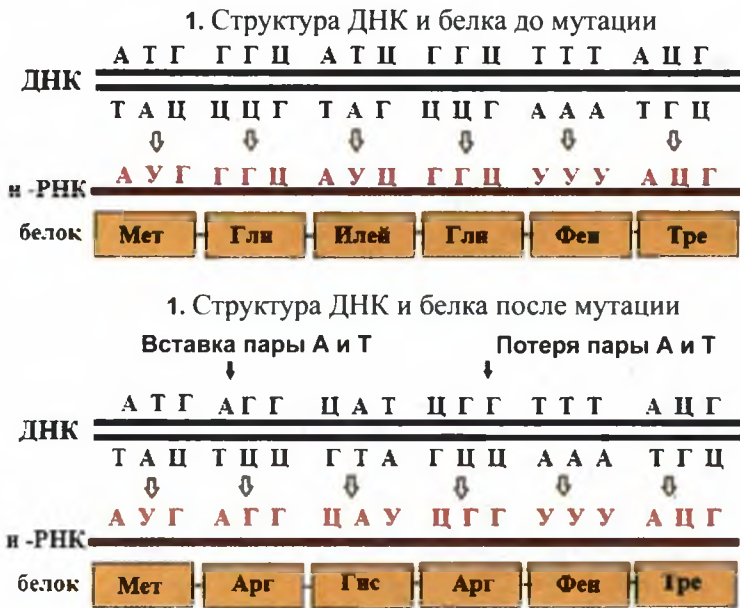 1. Структура ДНК и белка до мутации
А Т Г Г Г Ц А Т Ц Г Г Ц Т Т Т А Ц Г
ДНК
Т А Ц Ц Ц Г Т А Г Ц Ц Г А А А Т Г Ц
А У Г Г Г Ц А У Ц Г Г Ц У У У А Ц Г
и -РНК
белок Мет Гли Илей Гли Фен Тре
1. Структура ДНК и белка после мутации
Вставка пары А и Т Потеря пары А и Т
А Т Г А Г Г Ц А Т Ц Г Г Т Т Т А Ц Г
ДНК
Т А Ц Т Ц Ц Г Т А Г Ц Ц А А А Т Г Ц
А У Г А Г Г Ц А У Ц Г Г У У У А Ц Г
и -РНК
белок Мет Арг Гис Арг Фен Тре